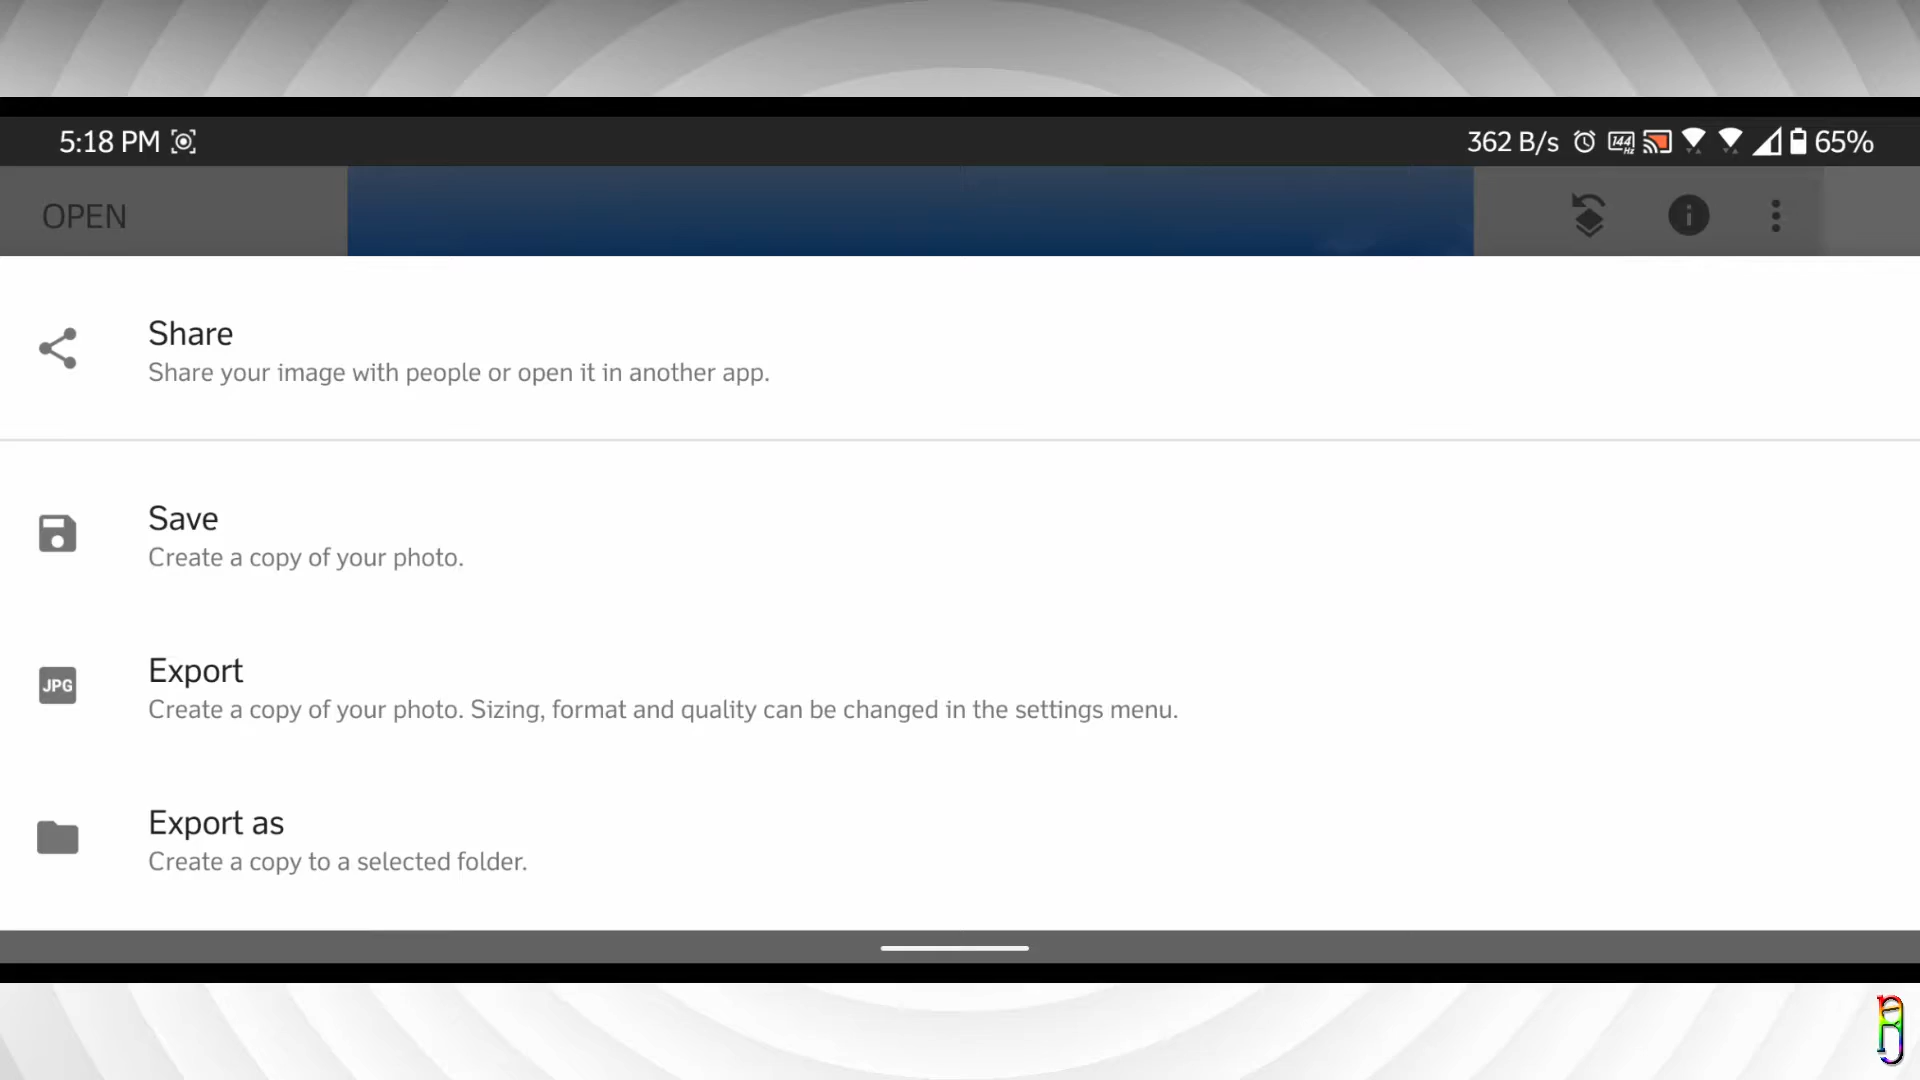 5:18 PM
362 B/s 144 Hz 65%
OPEN
Share
Share your image with people or open it in another app.
Save
Create a copy of your photo.
JPG
Export
Create a copy of your photo. Sizing, format and quality can be changed in the settings menu.
Export as
Create a copy to a selected folder.